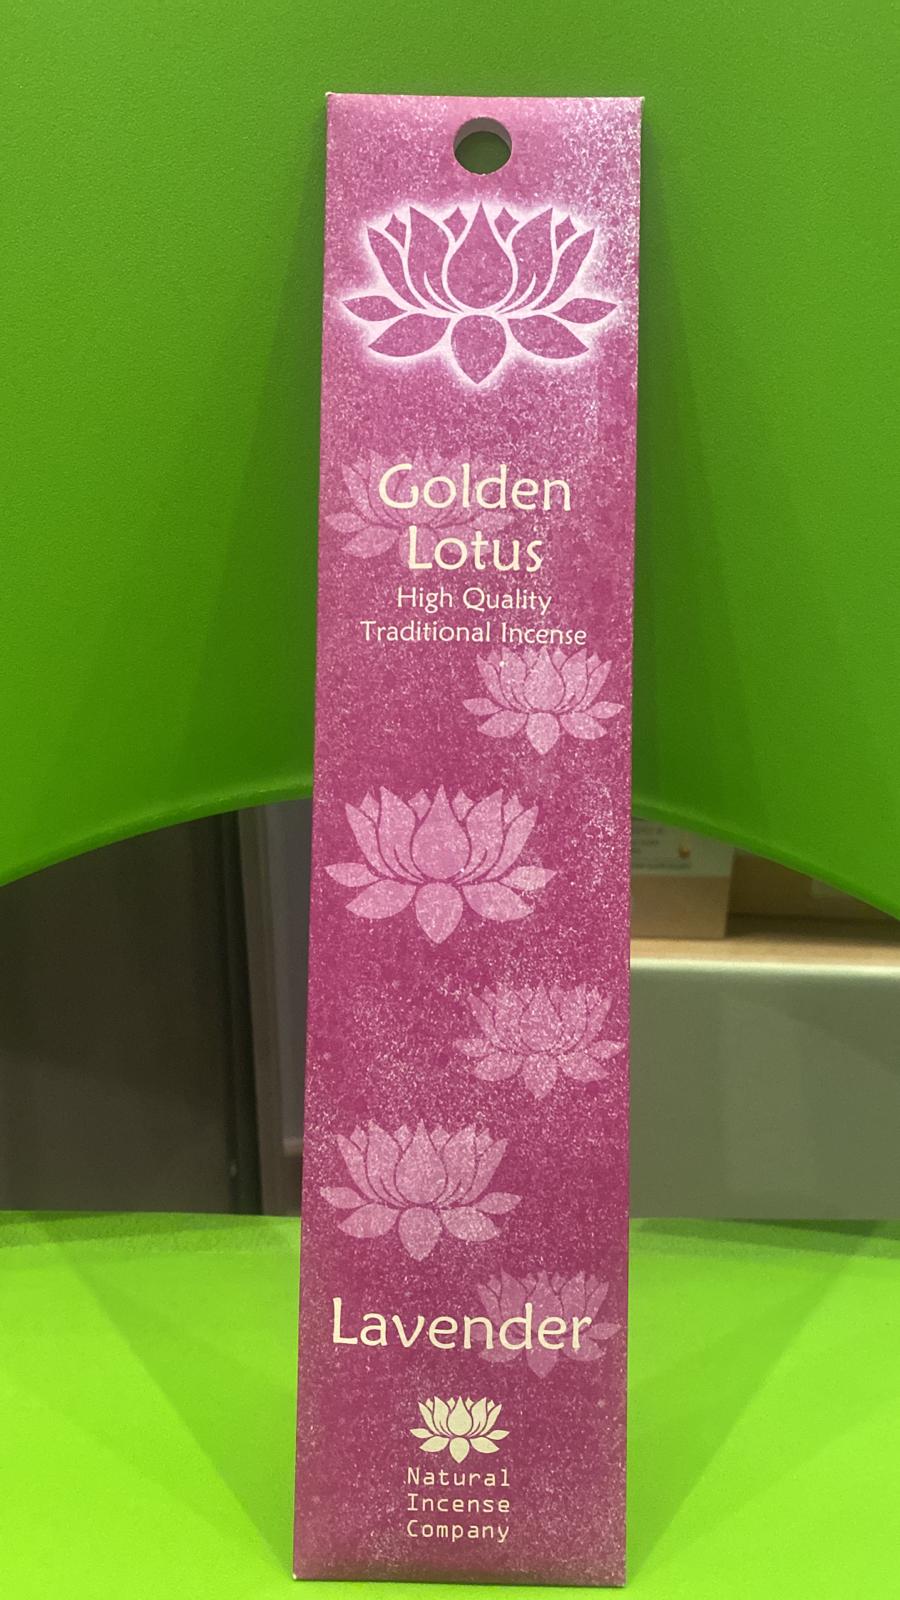 Golden
Lotus
High Quality
Traditional Incense
Lavender
Natural
Incense
Company